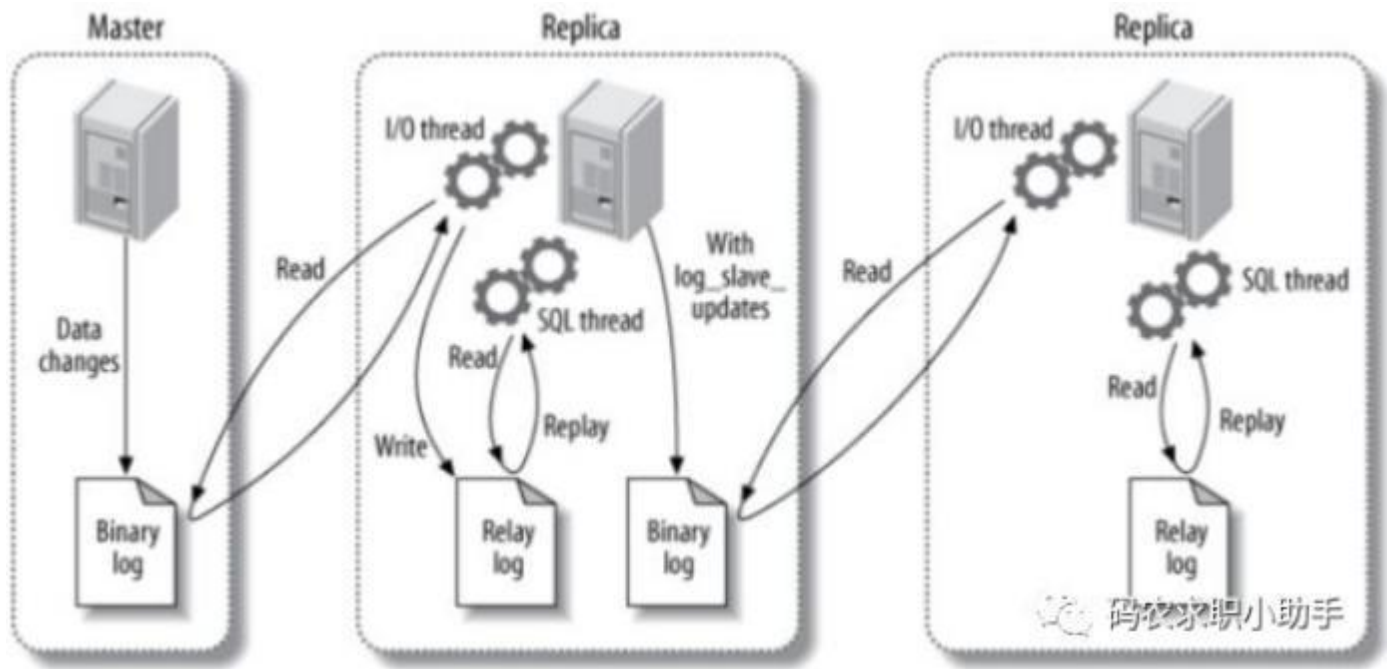 Master
Replica
Replica
I/O thread
I/O thread
Read
With
log_slave_
updates
Read
SQL thread
SQL thread
Data
changes
Read
Read
Replay
Replay
Write
Binary
log
Relay
log
Binary
log
Relay
log
码农求职小助手